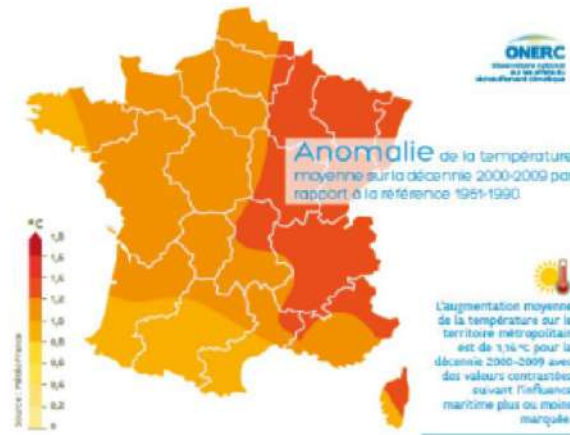 ONERC
Anomalie de la température
moyenne sur la décennie 2000-2009 par
rapport à la référence 1961-1990
°C
1,8
1,6
1,2
1,0
0,8
0,6
0,4
0,2
0
Source : Météo France
L'augmentation moyenne
de la température sur le
territoire métropolitain
est de 1,16 °C pour la
décennie 2000-2009 avec
des valeurs contrastées
suivant l'influence
maritime plus ou moins
marquée